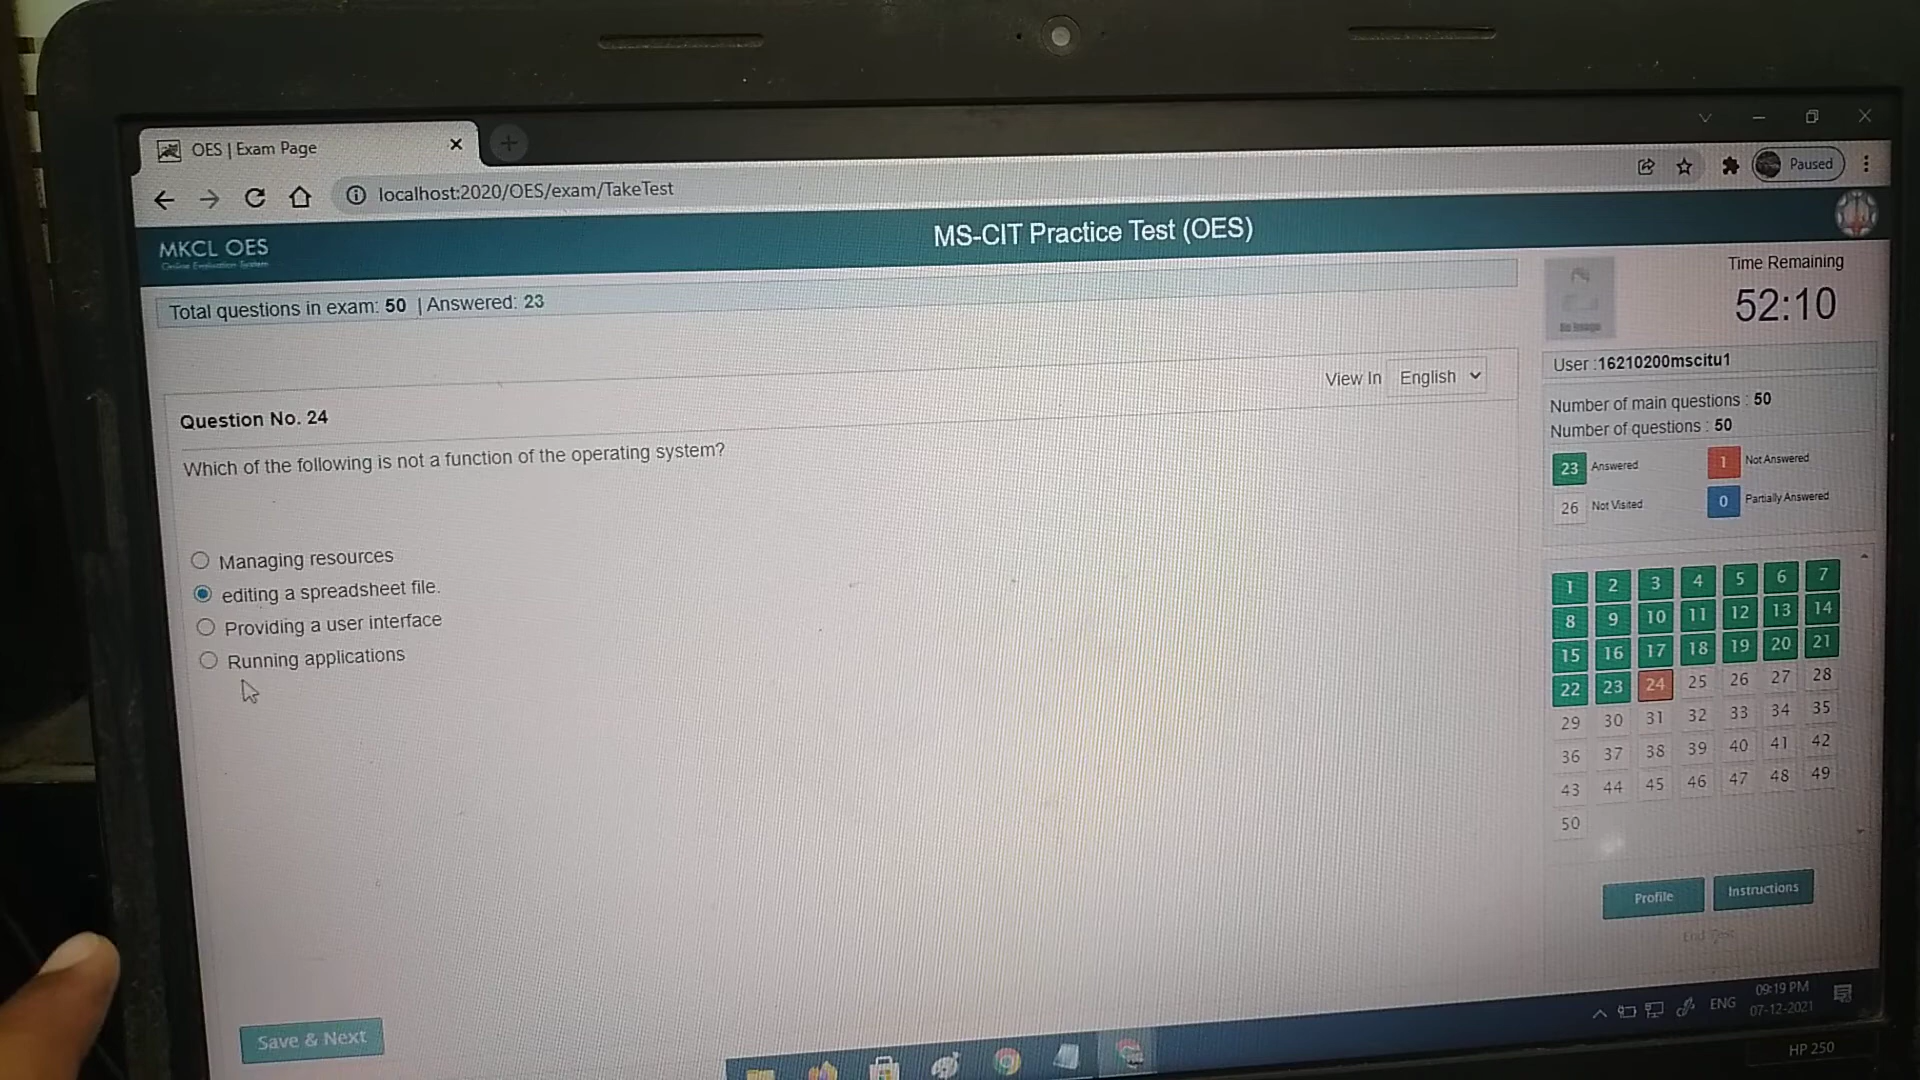 OES | Exam Page
localhost:2020/OES/exam/TakeTest
Paused
MKCL OES
Online Evaluation System
MS-CIT Practice Test (OES)
Total questions in exam: 50 | Answered: 23
Time Remaining
52:10
No Image
User :16210200mscitu1
View In English
Number of main questions : 50
Number of questions : 50
23 Answered
1 Not Answered
26 Not Visited
0 Partially Answered
Question No. 24
Which of the following is not a function of the operating system?
Managing resources
editing a spreadsheet file.
Providing a user interface
Running applications
1 2 3 4 5 6 7
8 9 10 11 12 13 14
15 16 17 18 19 20 21
22 23 24 25 26 27 28
29 30 31 32 33 34 35
36 37 38 39 40 41 42
43 44 45 46 47 48 49
50
Profile
Instructions
End Test
Save & Next
ENG
09:19 PM
07-12-2021
HP 250